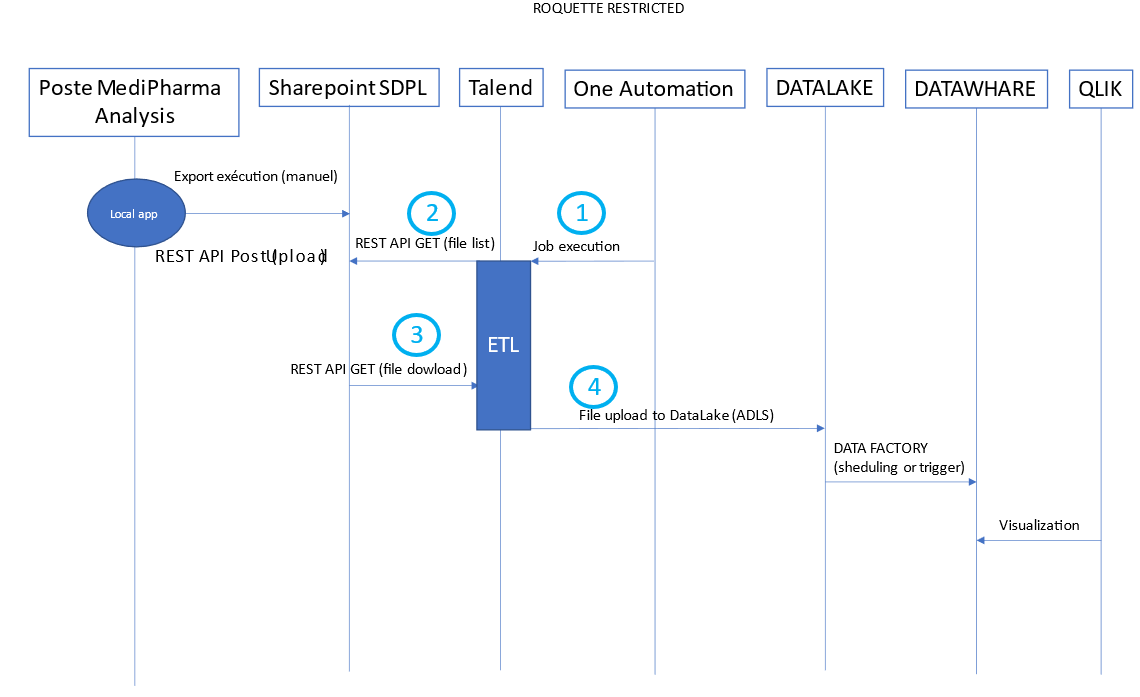 ROQUETTE RESTRICTED
Poste MediPharma
Analysis
Sharepoint SDPL
Talend
One Automation
DATALAKE
DATAWHARE
QLIK
Export exécution (manuel)
Local app
2
1
REST API GET (file list)
Job execution
REST API Post (Upload)
3
ETL
REST API GET (file dowload)
4
File upload to DataLake (ADLS)
DATA FACTORY
(sheduling or trigger)
Visualization